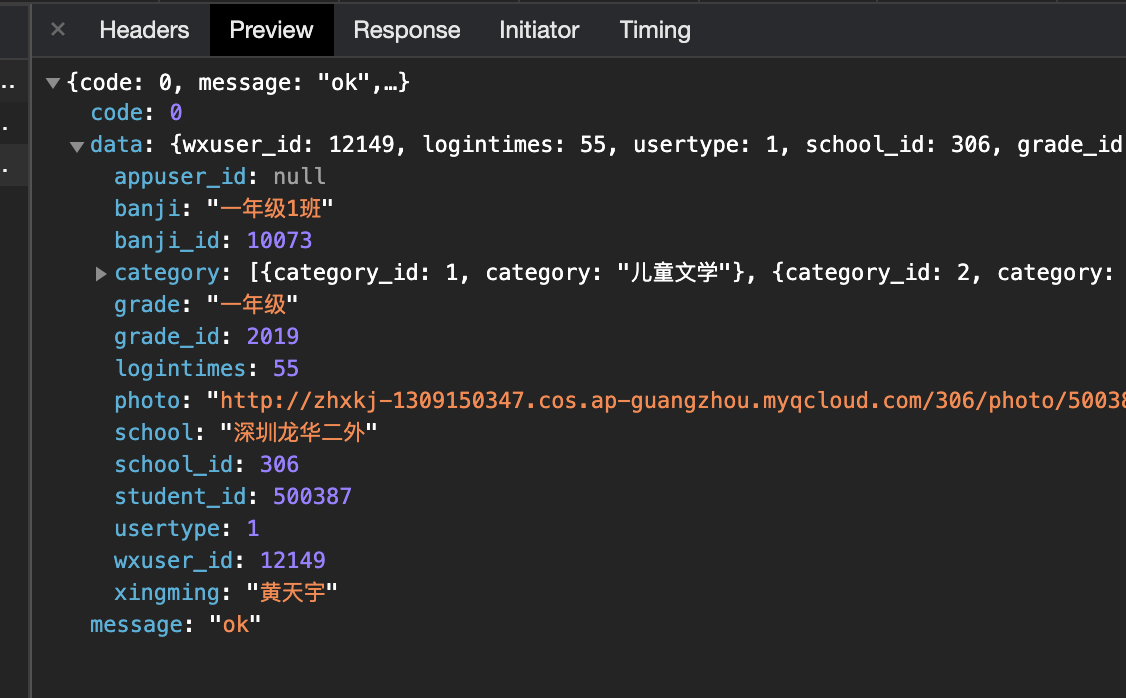 Headers Preview Response Initiator Timing
{code: 0, message: "ok",…}
code: 0
data: {wxuser_id: 12149, logintimes: 55, usertype: 1, school_id: 306, grade_id
appuser_id: null
banji: "一年级1班"
banji_id: 10073
category: [{category_id: 1, category: "儿童文学"}, {category_id: 2, category:
grade: "一年级"
grade_id: 2019
logintimes: 55
photo: "http://zhxkj-1309150347.cos.ap-guangzhou.myqcloud.com/306/photo/50038
school: "深圳龙华二外"
school_id: 306
student_id: 500387
usertype: 1
wxuser_id: 12149
xingming: "黄天宇"
message: "ok"